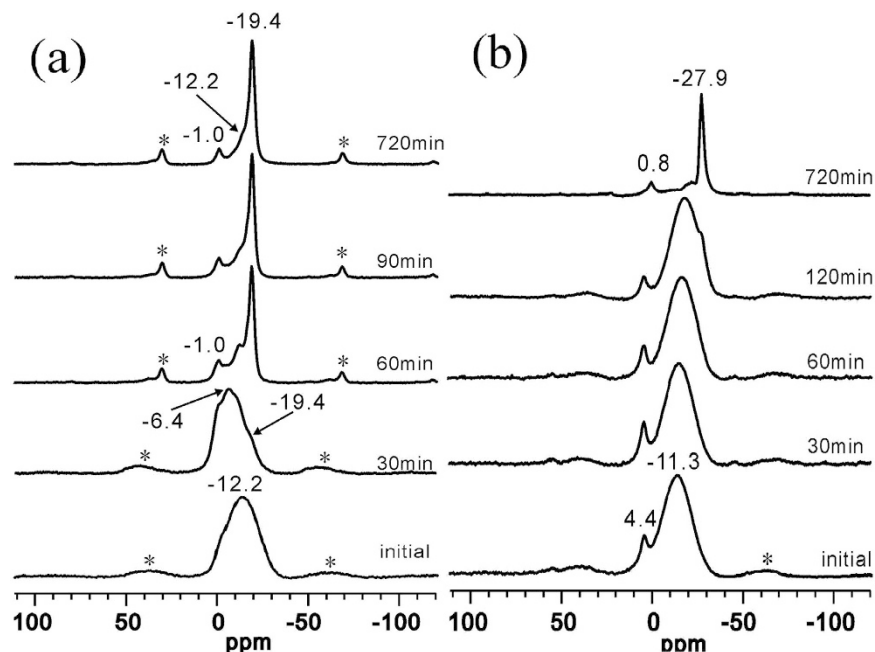 (a)
-19.4
-12.2
-1.0
*
*
720min
*
*
90min
-1.0
*
*
60min
-6.4
-19.4
*
*
30min
-12.2
*
*
initial
100 50 0 -50 -100
ppm
(b)
-27.9
0.8
720min
120min
60min
30min
-11.3
4.4
*
initial
100 50 0 -50 -100
ppm